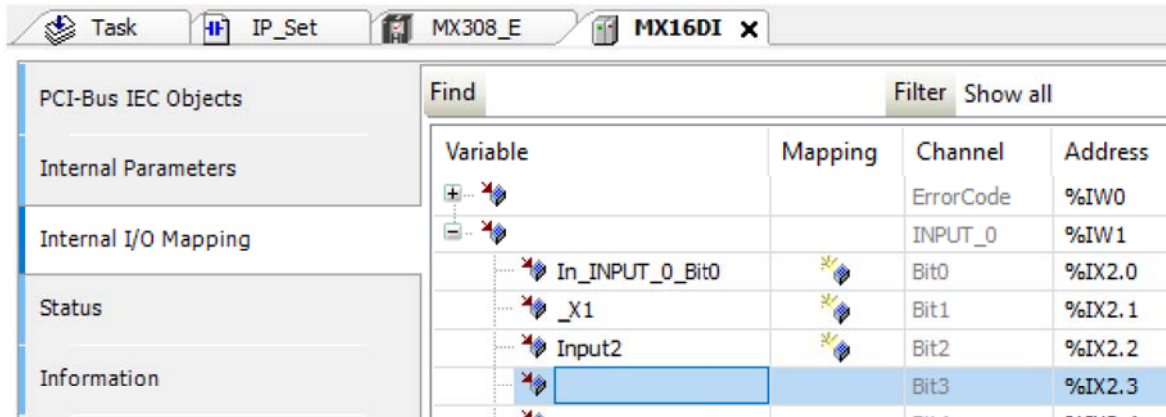 Task IP_Set MX308_E MX16DI
PCI-Bus IEC Objects
Internal Parameters
Internal I/O Mapping
Status
Information
Find Filter Show all
Variable Mapping Channel Address
ErrorCode %IW0
INPUT_0 %IW1
In_INPUT_0_Bit0 Bit0 %IX2.0
_X1 Bit1 %IX2.1
Input2 Bit2 %IX2.2
Bit3 %IX2.3